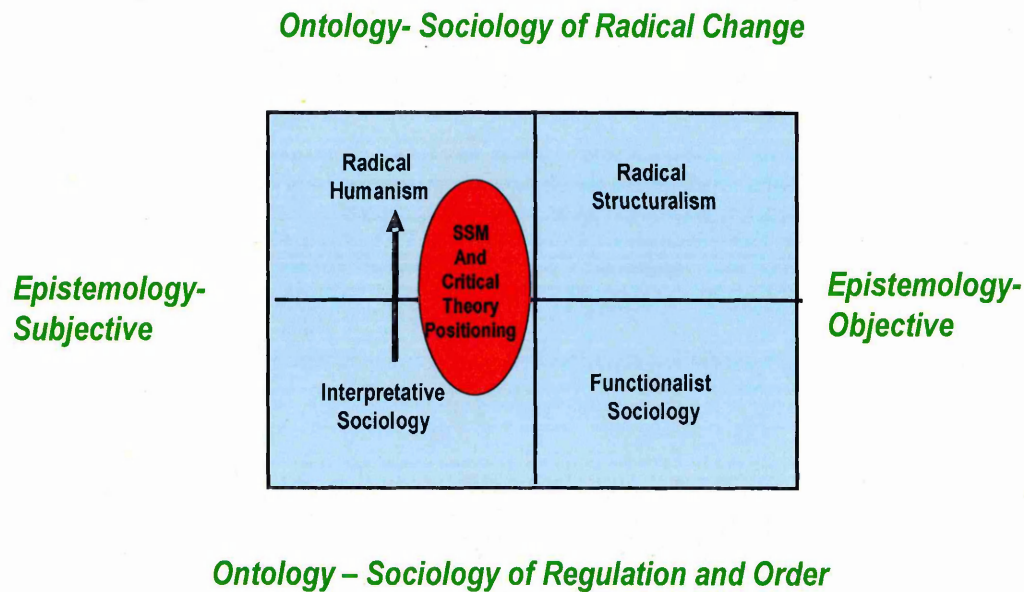 Ontology- Sociology of Radical Change
Radical
Humanism
Radical
Structuralism
SSM
And
Critical
Theory
Positioning
Epistemology-
Subjective
Epistemology-
Objective
Interpretative
Sociology
Functionalist
Sociology
Ontology – Sociology of Regulation and Order